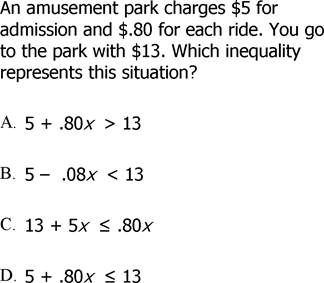 An amusement park charges $5 for
admission and $.80 for each ride. You go
to the park with $13. Which inequality
represents this situation?
A. 5 + .80x > 13
B. 5 – .08x < 13
C. 13 + 5x ≤ .80x
D. 5 + .80x ≤ 13